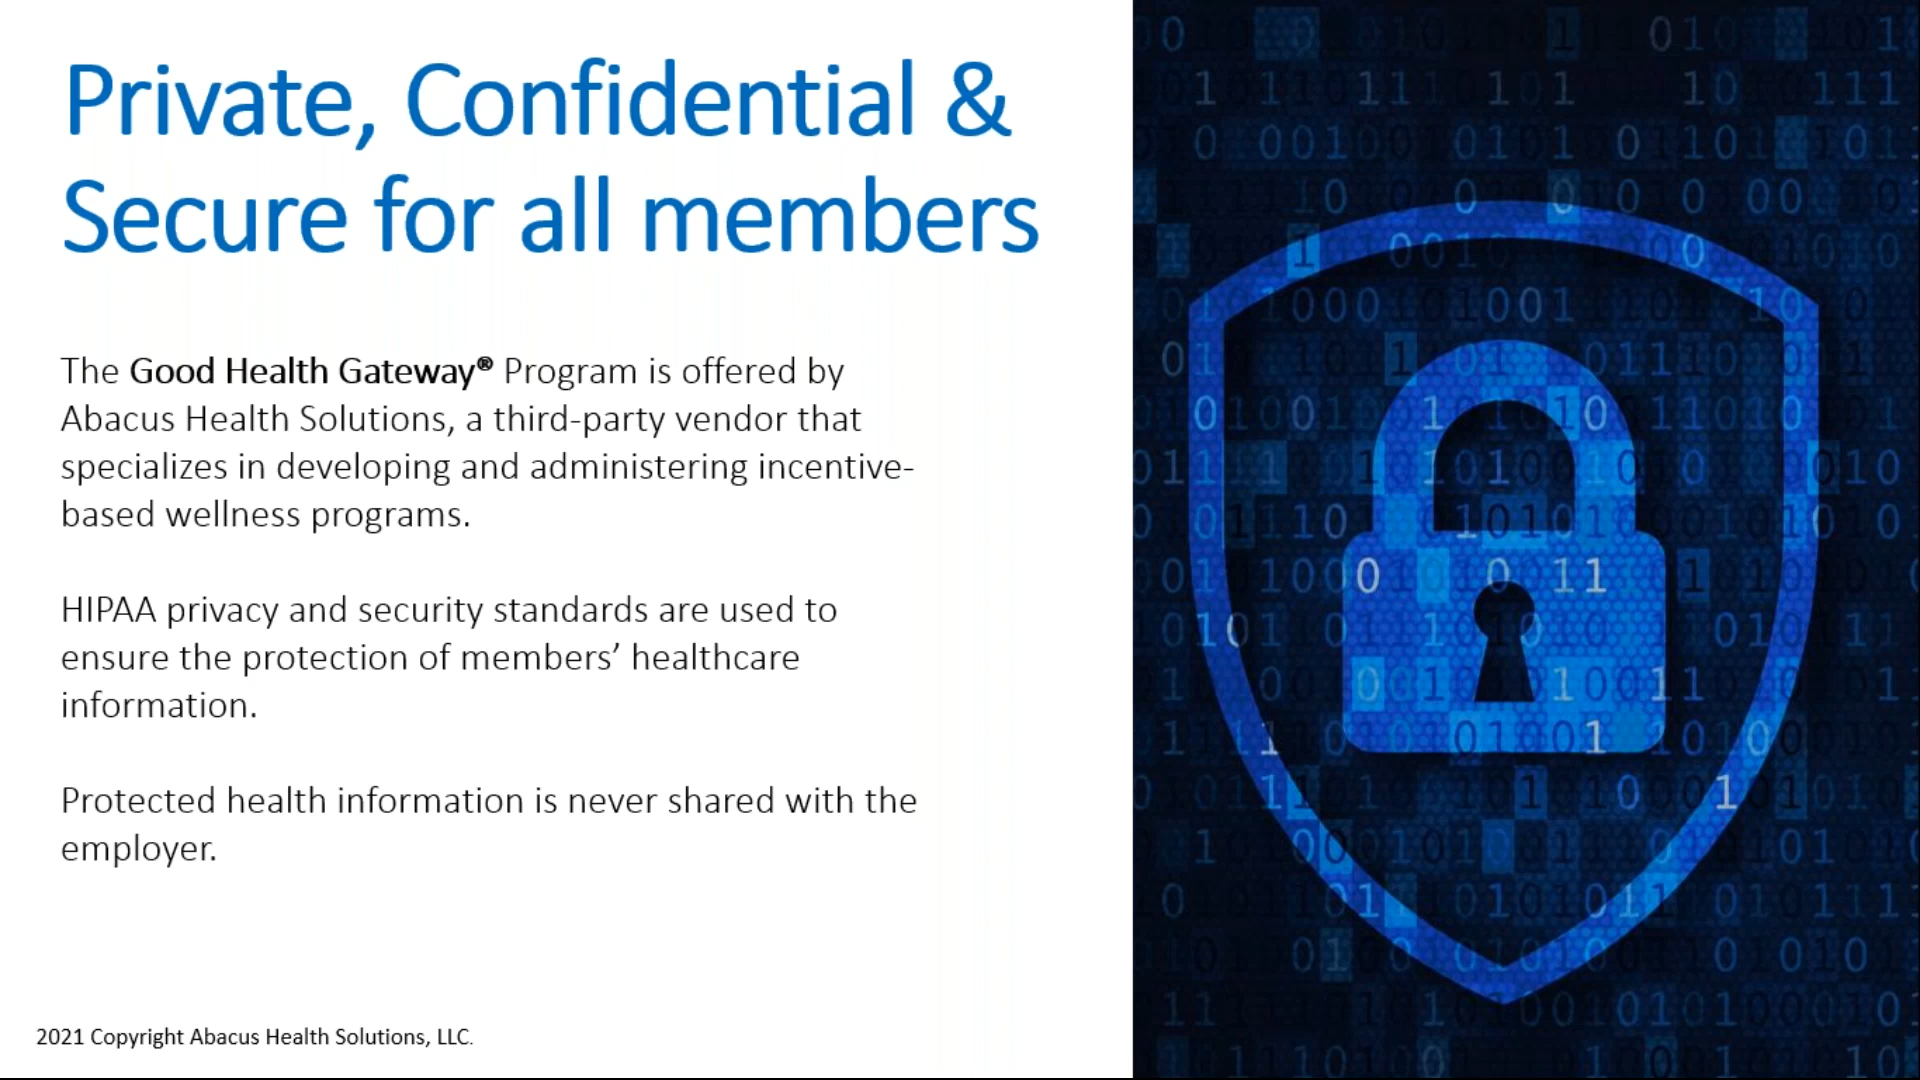 Private, Confidential &
Secure for all members
The Good Health Gateway® Program is offered by
Abacus Health Solutions, a third-party vendor that
specializes in developing and administering incentive-
based wellness programs.
HIPAA privacy and security standards are used to
ensure the protection of members’ healthcare
information.
Protected health information is never shared with the
employer.
2021 Copyright Abacus Health Solutions, LLC.